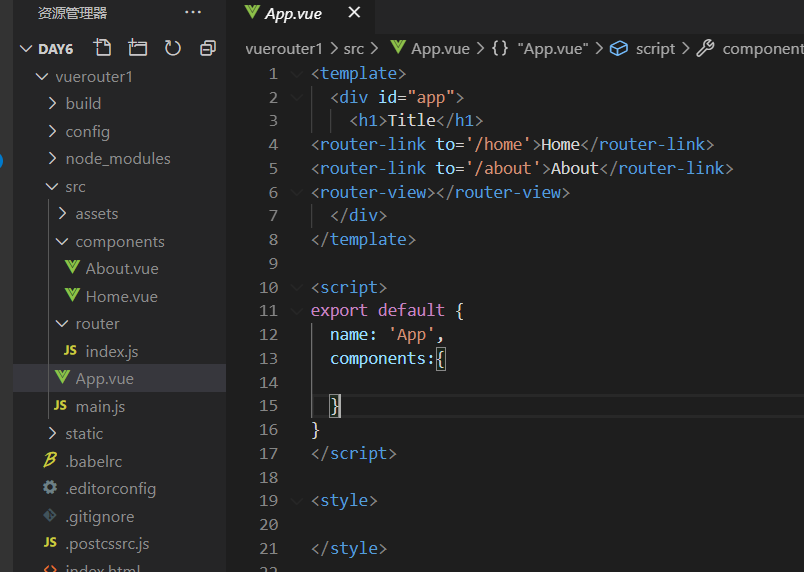 资源管理器 ···
DAY6
vuerouter1
build
config
node_modules
src
assets
components
About.vue
Home.vue
router
JS index.js
App.vue
JS main.js
static
.babelrc
.editorconfig
.gitignore
JS .postcssrc.js
index.html
App.vue ×
vuerouter1 > src > App.vue > {} "App.vue" > script > component
1 <template>
2 <div id="app">
3 <h1>Title</h1>
4 <router-link to='/home'>Home</router-link>
5 <router-link to='/about'>About</router-link>
6 <router-view></router-view>
7 </div>
8 </template>
9
10 <script>
11 export default {
12 name: 'App',
13 components:{
14
15 }
16 }
17 </script>
18
19 <style>
20
21 </style>
22